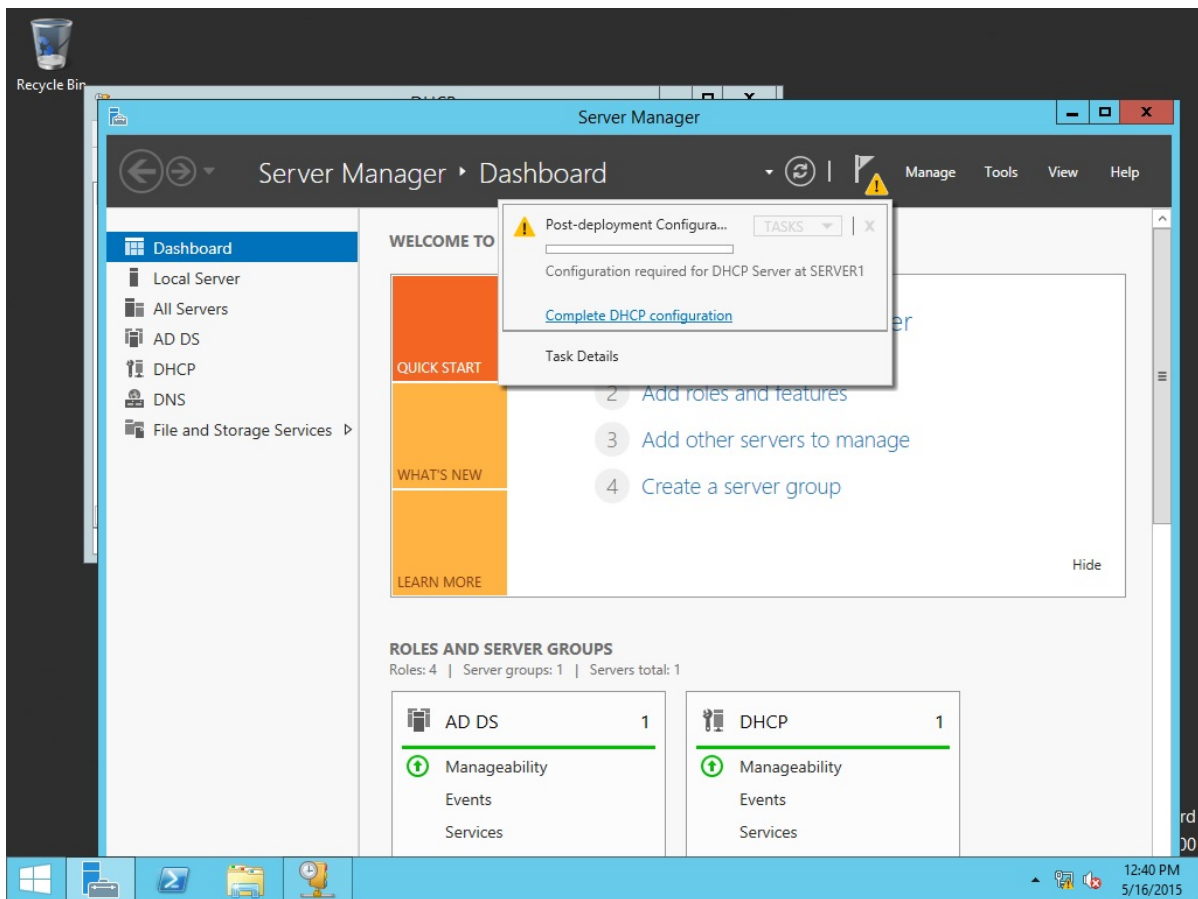 Recycle Bin
DHCP
Server Manager
Server Manager • Dashboard
Manage Tools View Help
Post-deployment Configura...
TASKS
Configuration required for DHCP Server at SERVER1
Complete DHCP configuration
Task Details
Dashboard
Local Server
All Servers
AD DS
DHCP
DNS
File and Storage Services
WELCOME TO
QUICK START
WHAT'S NEW
LEARN MORE
er
2 Add roles and features
3 Add other servers to manage
4 Create a server group
Hide
ROLES AND SERVER GROUPS
Roles: 4 | Server groups: 1 | Servers total: 1
AD DS 1
Manageability
Events
Services
DHCP 1
Manageability
Events
Services
rd
00
12:40 PM
5/16/2015